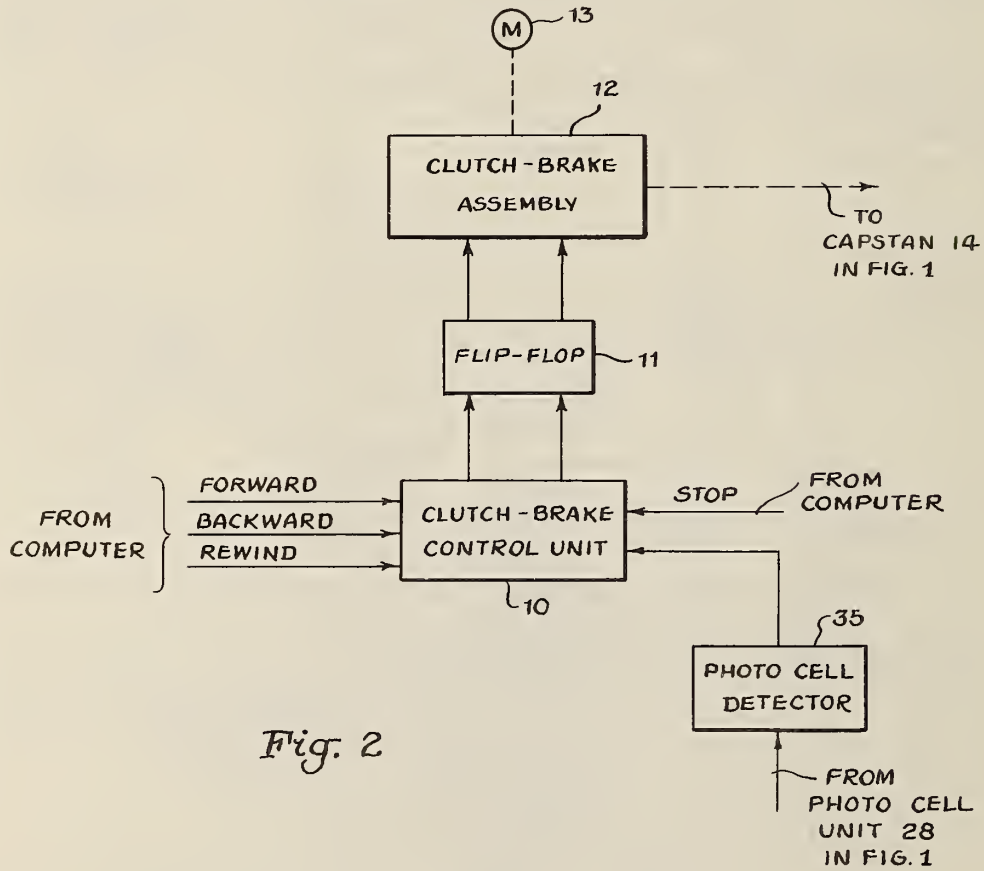 M
13
12
CLUTCH-BRAKE
ASSEMBLY
TO
CAPSTAN 14
IN FIG. 1
FLIP-FLOP
11
FROM
COMPUTER
FORWARD
BACKWARD
REWIND
CLUTCH-BRAKE
CONTROL UNIT
10
STOP
FROM
COMPUTER
35
PHOTO CELL
DETECTOR
FROM
PHOTO CELL
UNIT 28
IN FIG. 1
Fig. 2